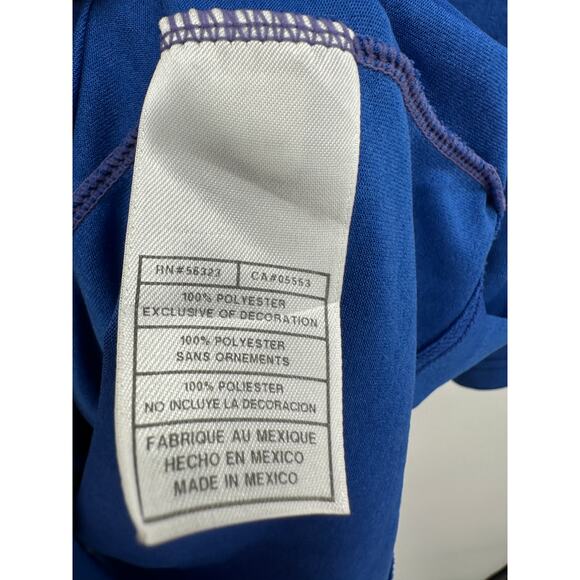 RN#56323 CA#05553
100% POLYESTER
EXCLUSIVE OF DECORATION
100% POLYESTER
SANS ORNEMENTS
100% POLIESTER
NO INCLUYE LA DECORACION
FABRIQUE AU MEXIQUE
HECHO EN MEXICO
MADE IN MEXICO